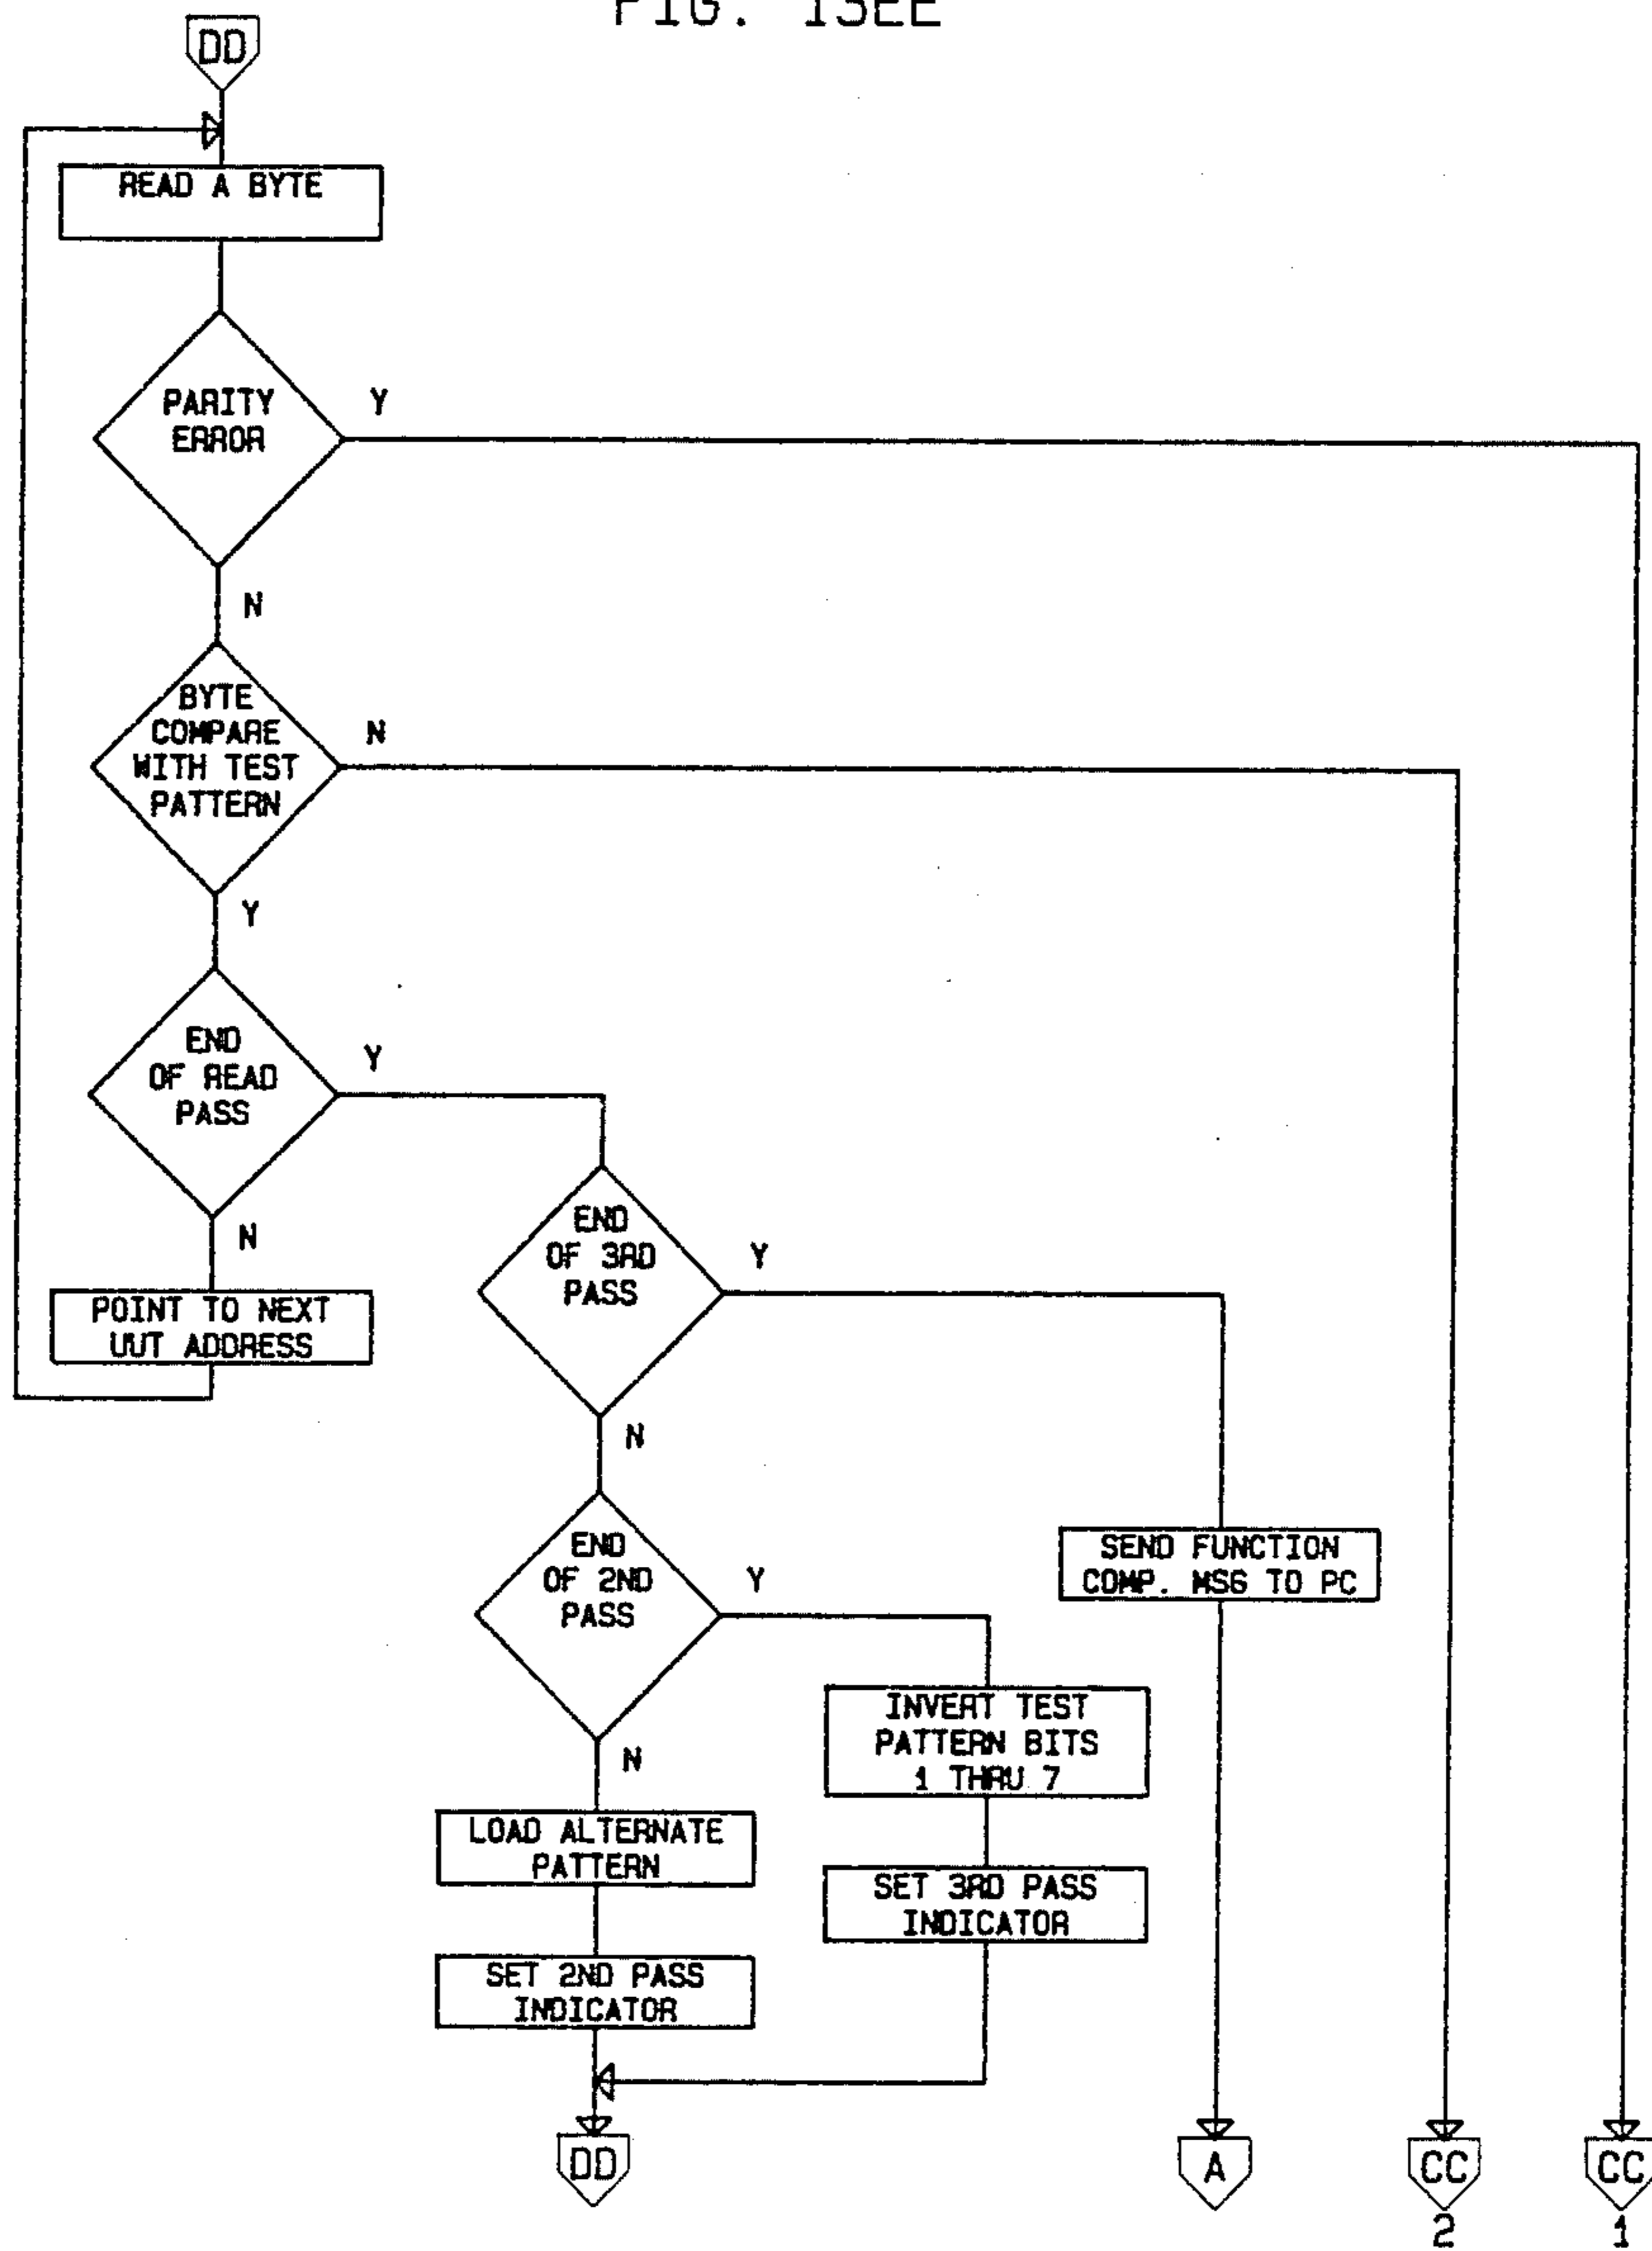 FIG. 13EE
DD
READ A BYTE
PARITY
ERROR
Y
N
BYTE
COMPARE
WITH TEST
PATTERN
N
Y
END
OF READ
PASS
Y
N
POINT TO NEXT
UUT ADDRESS
END
OF 3RD
PASS
Y
N
END
OF 2ND
PASS
Y
N
SEND FUNCTION
COMP. MSG TO PC
INVERT TEST
PATTERN BITS
1 THRU 7
LOAD ALTERNATE
PATTERN
SET 3RD PASS
INDICATOR
SET 2ND PASS
INDICATOR
DD
A
CC
2
CC
1